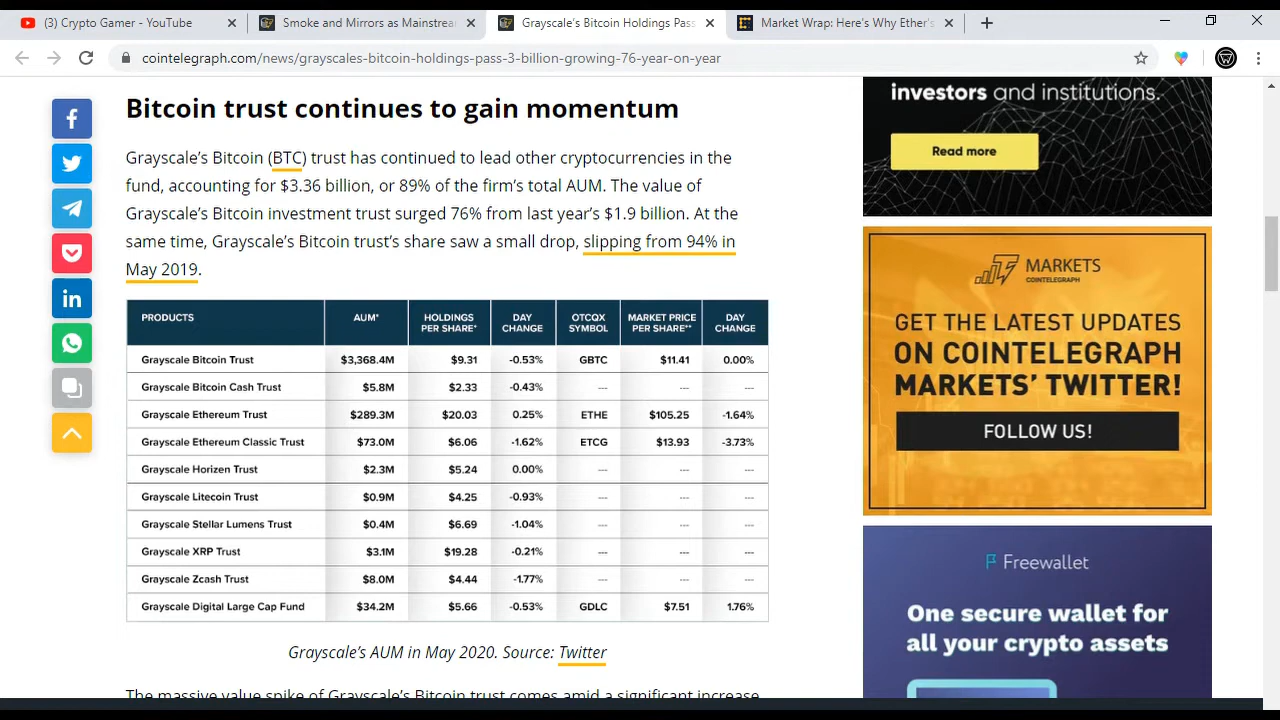 (3) Crypto Gamer - YouTube
Smoke and Mirrors as Mainstrea
Grayscale's Bitcoin Holdings Pass
Market Wrap: Here's Why Ether's
cointelegraph.com/news/grayscales-bitcoin-holdings-pass-3-billion-growing-76-year-on-year
Bitcoin trust continues to gain momentum
Grayscale's Bitcoin (BTC) trust has continued to lead other cryptocurrencies in the
fund, accounting for $3.36 billion, or 89% of the firm's total AUM. The value of
Grayscale's Bitcoin investment trust surged 76% from last year's $1.9 billion. At the
same time, Grayscale's Bitcoin trust's share saw a small drop, slipping from 94% in
May 2019.
PRODUCTS AUM* HOLDINGS PER SHARE* DAY CHANGE OTCQX SYMBOL MARKET PRICE PER SHARE** DAY CHANGE
Grayscale Bitcoin Trust $3,368.4M $9.31 -0.53% GBTC $11.41 0.00%
Grayscale Bitcoin Cash Trust $5.8M $2.33 -0.43% --- --- ---
Grayscale Ethereum Trust $289.3M $20.03 0.25% ETHE $105.25 -1.64%
Grayscale Ethereum Classic Trust $73.0M $6.06 -1.62% ETCG $13.93 -3.73%
Grayscale Horizen Trust $2.3M $5.24 0.00% --- --- ---
Grayscale Litecoin Trust $0.9M $4.25 -0.93% --- --- ---
Grayscale Stellar Lumens Trust $0.4M $6.69 -1.04% --- --- ---
Grayscale XRP Trust $3.1M $19.28 -0.21% --- --- ---
Grayscale Zcash Trust $8.0M $4.44 -1.77% --- --- ---
Grayscale Digital Large Cap Fund $34.2M $5.66 -0.53% GDLC $7.51 1.76%
Grayscale's AUM in May 2020. Source: Twitter
The massive value spike of Grayscale's Bitcoin trust comes amid a significant increase
investors and institutions.
Read more
MARKETS
COINTELEGRAPH
GET THE LATEST UPDATES
ON COINTELEGRAPH
MARKETS' TWITTER!
FOLLOW US!
Freewallet
One secure wallet for
all your crypto assets